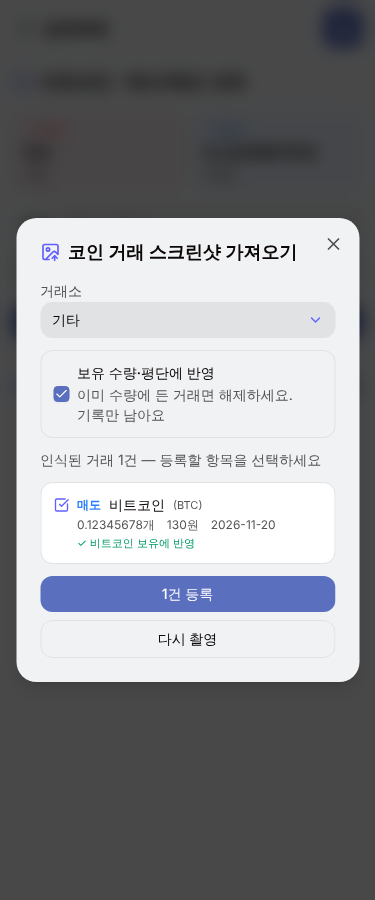 코인 거래 스크린샷 가져오기
거래소
기타
보유 수량·평단에 반영
이미 수량에 든 거래면 해제하세요.
기록만 남아요
인식된 거래 1건 — 등록할 항목을 선택하세요
매도 비트코인 (BTC)
0.12345678개 130원 2026-11-20
✓ 비트코인 보유에 반영
1건 등록
다시 촬영